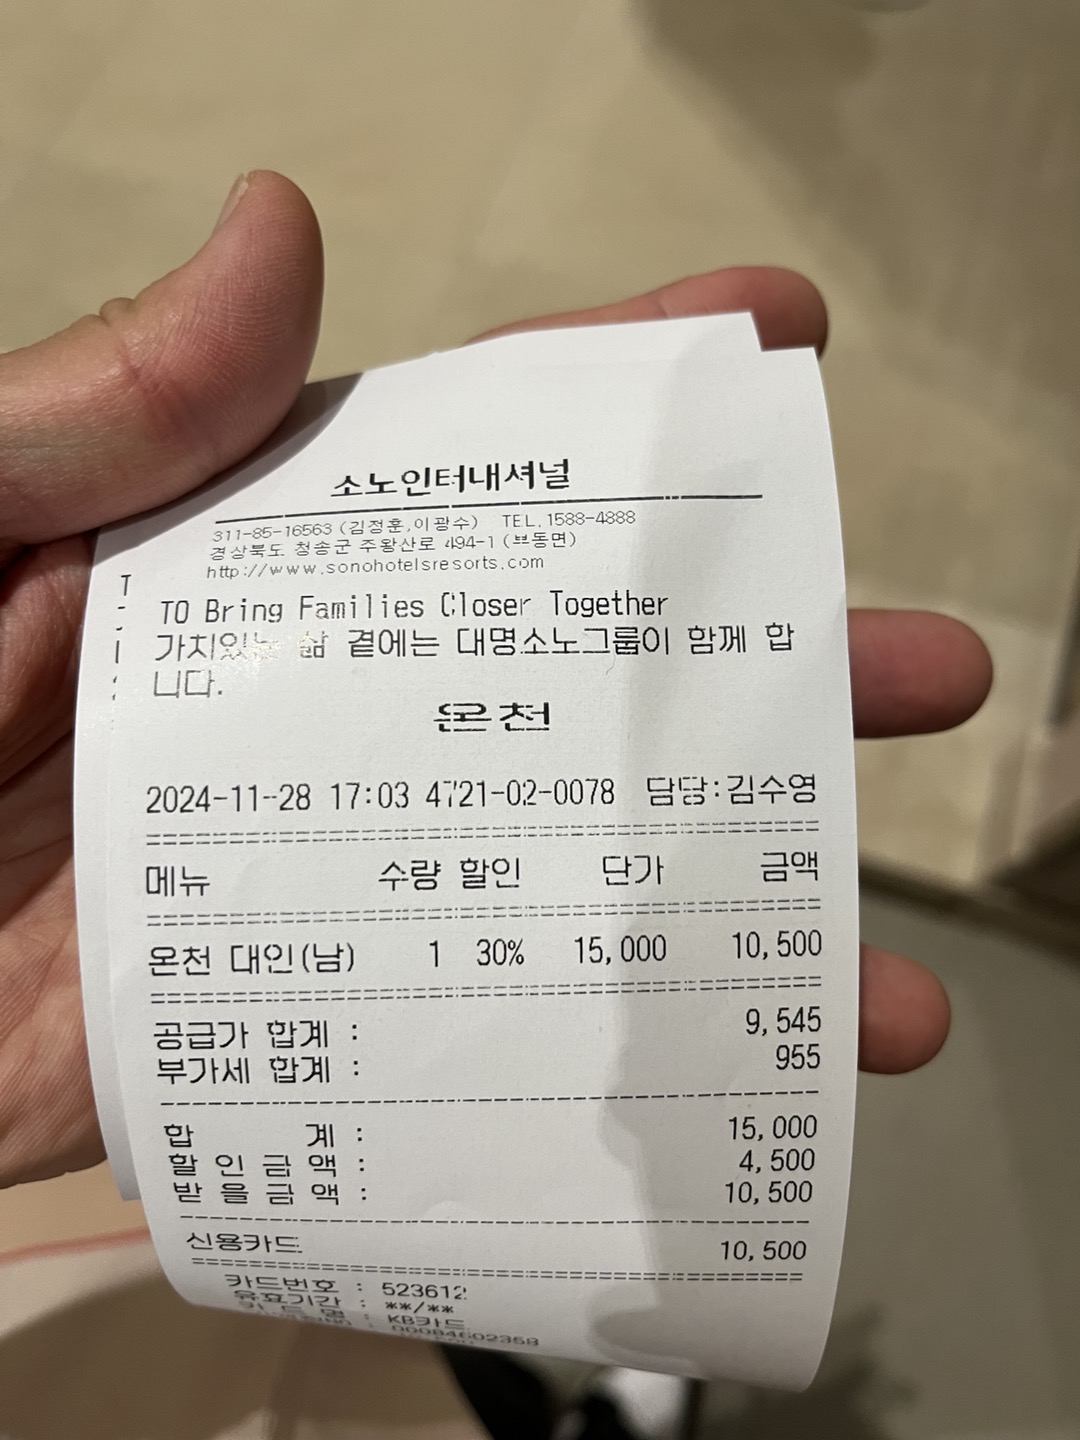 소노인터내셔널
311-85-16563 (김정훈,이광수) TEL.1588-4888
경상북도 청송군 주왕산로 494-1 (부동면)
http://www.sonohotelsresorts.com
TO Bring Families Closer Together
가치있는 삶 곁에는 대명소노그룹이 함께 합
니다.
온천
2024-11-28 17:03 4721-02-0078 담당:김수영
메뉴 수량 할인 단가 금액
온천 대인(남) 1 30% 15,000 10,500
공급가 합계 : 9,545
부가세 합계 : 955
합 계 : 15,000
할 인 금 액 : 4,500
받 을 금 액 : 10,500
신용카드 10,500
카드번호 : 523612
유효기간 : **/**
카 드 명 : KB카드